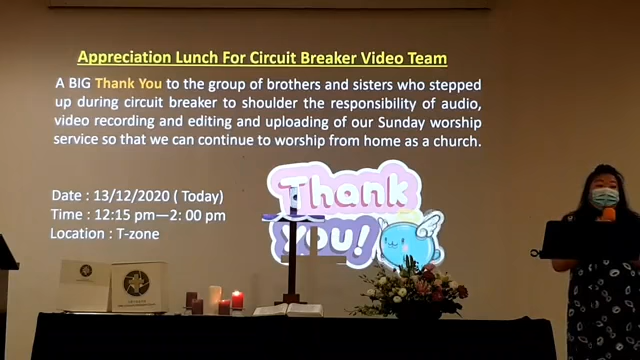 Appreciation Lunch For Circuit Breaker Video Team
A BIG Thank You to the group of brothers and sisters who stepped
up during circuit breaker to shoulder the responsibility of audio,
video recording and editing and uploading of our Sunday worship
service so that we can continue to worship from home as a church.
Date : 13/12/2020 ( Today)
Time : 12:15 pm—2: 00 pm
Location : T-zone
Thank
You!